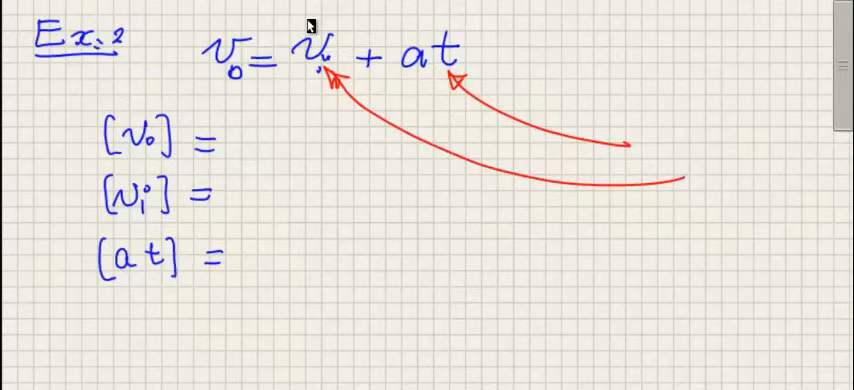 Ex:2
v₀ = vᵢ + at
[v₀] =
[vᵢ] =
[at] =